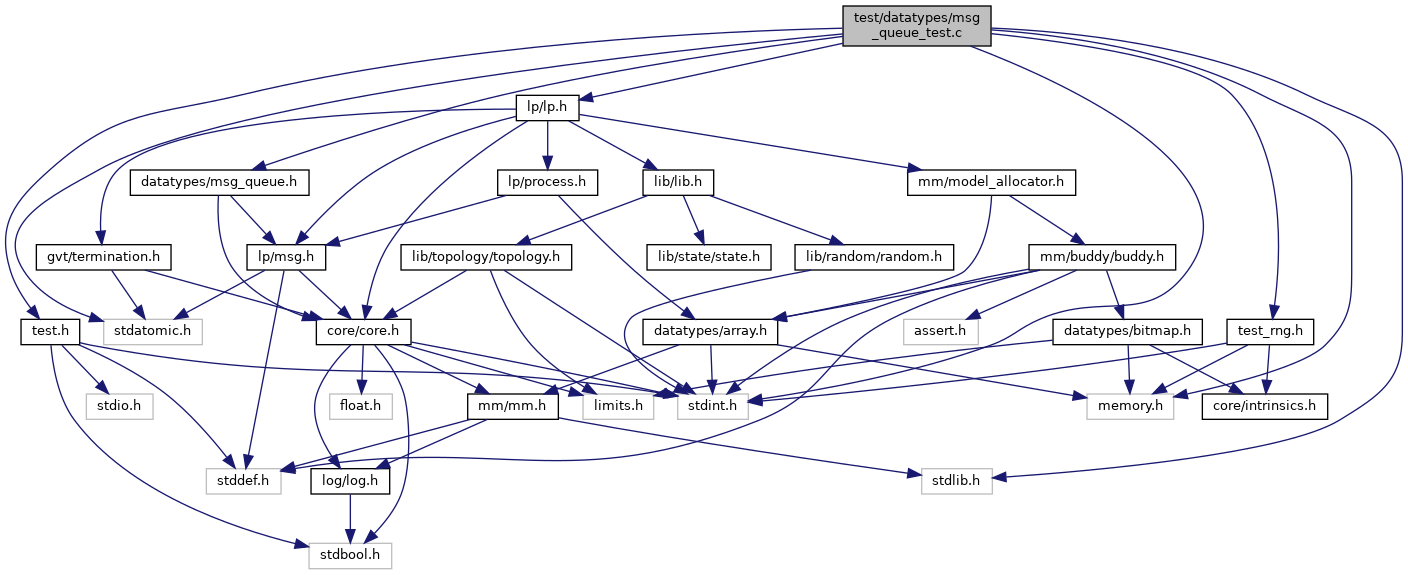 test/datatypes/msg
_queue_test.c
lp/lp.h
datatypes/msg_queue.h
lp/process.h
lib/lib.h
mm/model_allocator.h
gvt/termination.h
lp/msg.h
lib/topology/topology.h
lib/state/state.h
lib/random/random.h
mm/buddy/buddy.h
test.h
stdatomic.h
core/core.h
datatypes/array.h
assert.h
datatypes/bitmap.h
test_rng.h
stdio.h
float.h
mm/mm.h
limits.h
stdint.h
memory.h
core/intrinsics.h
stddef.h
log/log.h
stdlib.h
stdbool.h